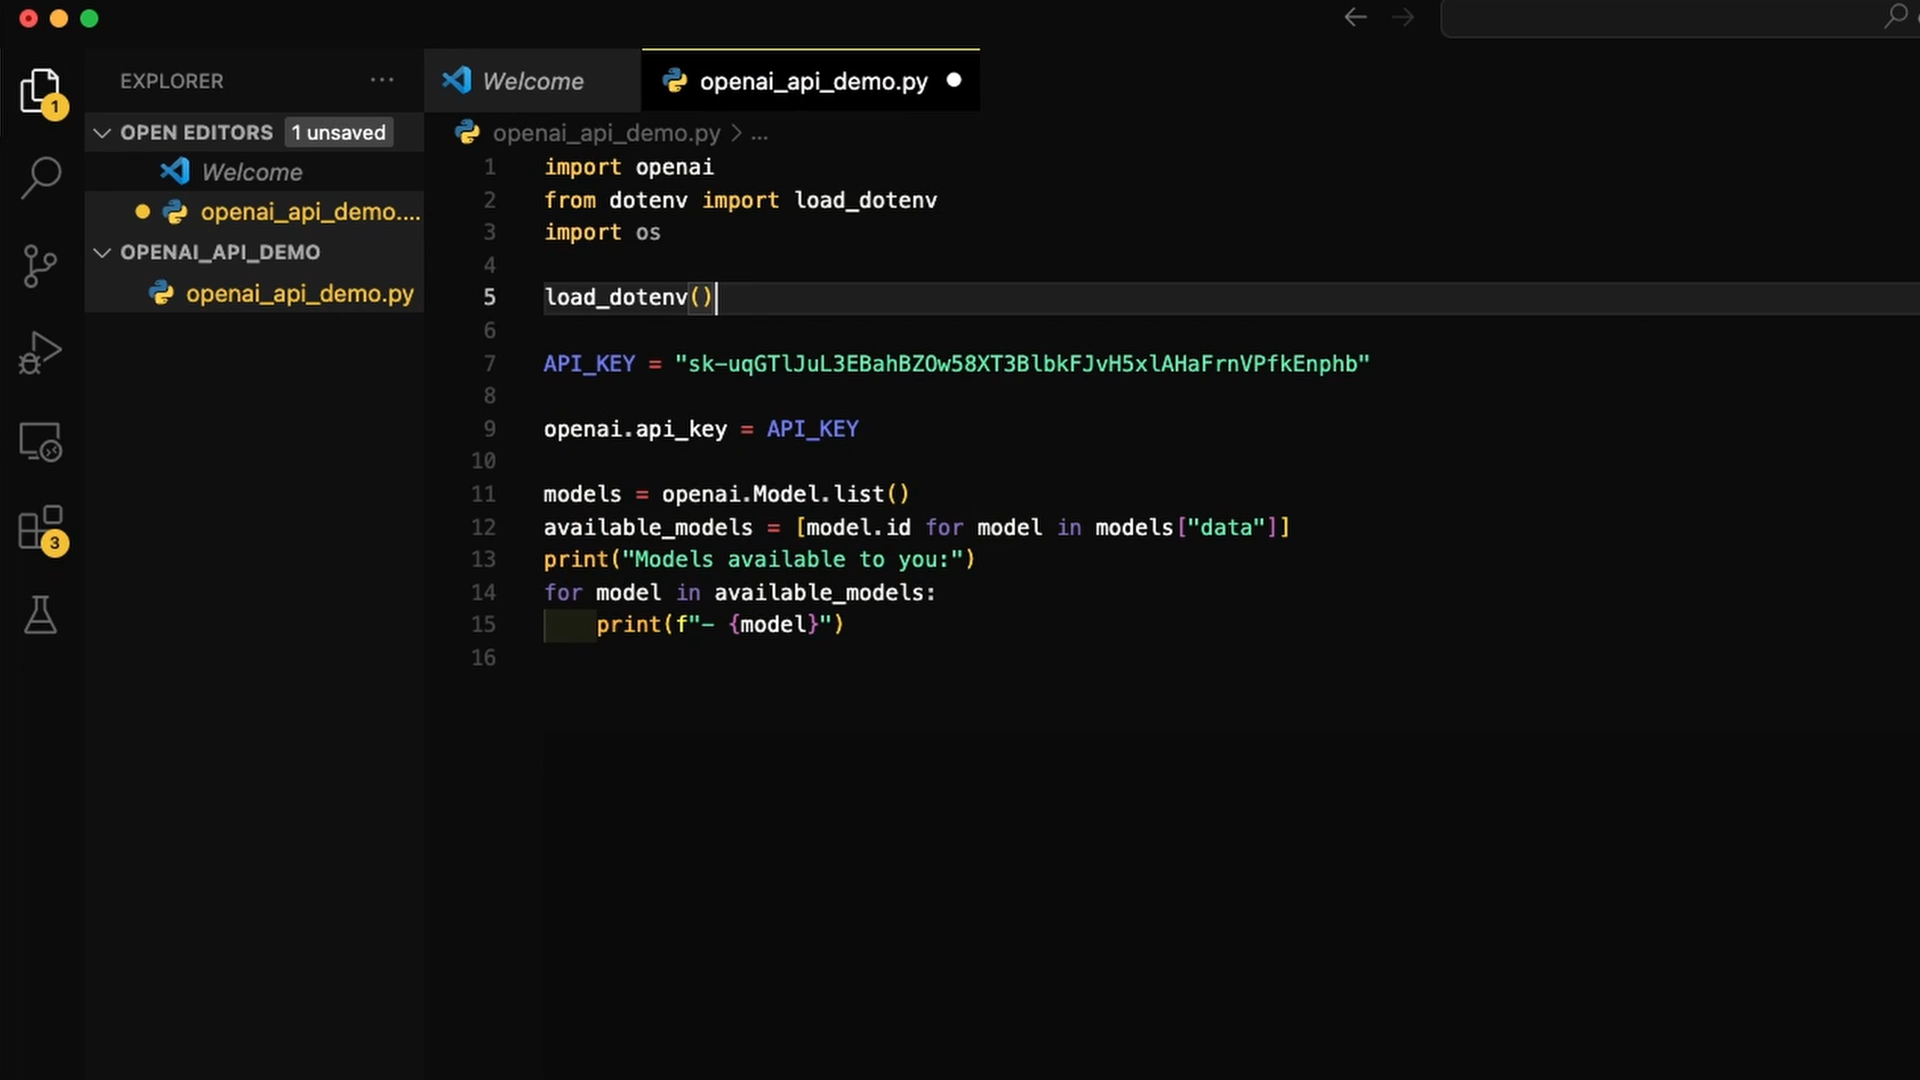 EXPLORER
...
Welcome
openai_api_demo.py
OPEN EDITORS
1 unsaved
openai_api_demo.py > ...
Welcome
openai_api_demo....
OPENAI_API_DEMO
openai_api_demo.py
1
3
1 import openai
2 from dotenv import load_dotenv
3 import os
4
5 load_dotenv()
6
7 API_KEY = "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"
8
9 openai.api_key = API_KEY
10
11 models = openai.Model.list()
12 available_models = [model.id for model in models["data"]]
13 print("Models available to you:")
14 for model in available_models:
15 print(f"- {model}")
16